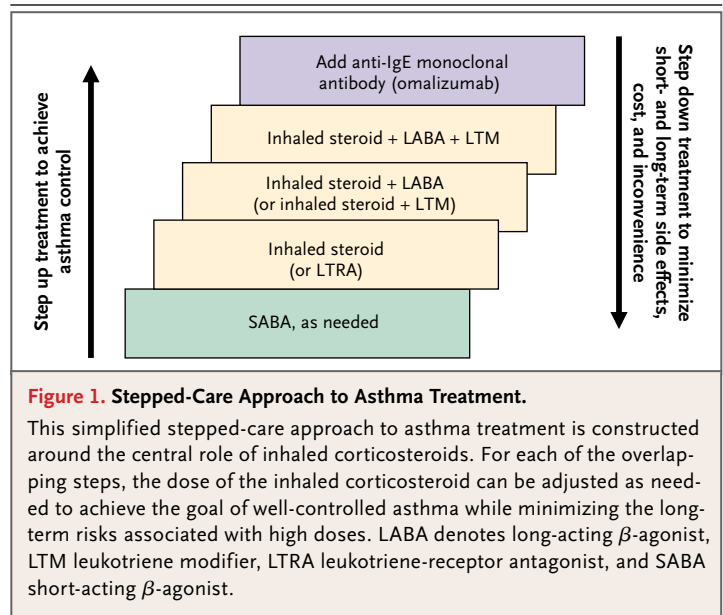 Step up treatment to achieve
asthma control
Add anti-IgE monoclonal
antibody (omalizumab)
Inhaled steroid + LABA + LTM
Inhaled steroid + LABA
(or inhaled steroid + LTM)
Inhaled steroid
(or LTRA)
SABA, as needed
Step down treatment to minimize
short- and long-term side effects,
cost, and inconvenience
Figure 1. Stepped-Care Approach to Asthma Treatment.
This simplified stepped-care approach to asthma treatment is constructed
around the central role of inhaled corticosteroids. For each of the overlap-
ping steps, the dose of the inhaled corticosteroid can be adjusted as need-
ed to achieve the goal of well-controlled asthma while minimizing the long-
term risks associated with high doses. LABA denotes long-acting β-agonist,
LTM leukotriene modifier, LTRA leukotriene-receptor antagonist, and SABA
short-acting β-agonist.